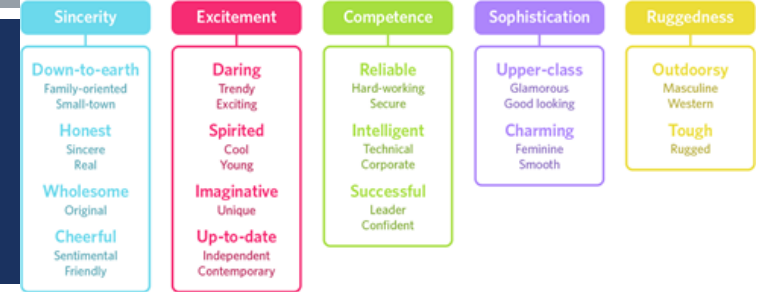 Sincerity
Down-to-earth
Family-oriented
Small-town
Honest
Sincere
Real
Wholesome
Original
Cheerful
Sentimental
Friendly
Excitement
Daring
Trendy
Exciting
Spirited
Cool
Young
Imaginative
Unique
Up-to-date
Independent
Contemporary
Competence
Reliable
Hard-working
Secure
Intelligent
Technical
Corporate
Successful
Leader
Confident
Sophistication
Upper-class
Glamorous
Good looking
Charming
Feminine
Smooth
Ruggedness
Outdoorsy
Masculine
Western
Tough
Rugged